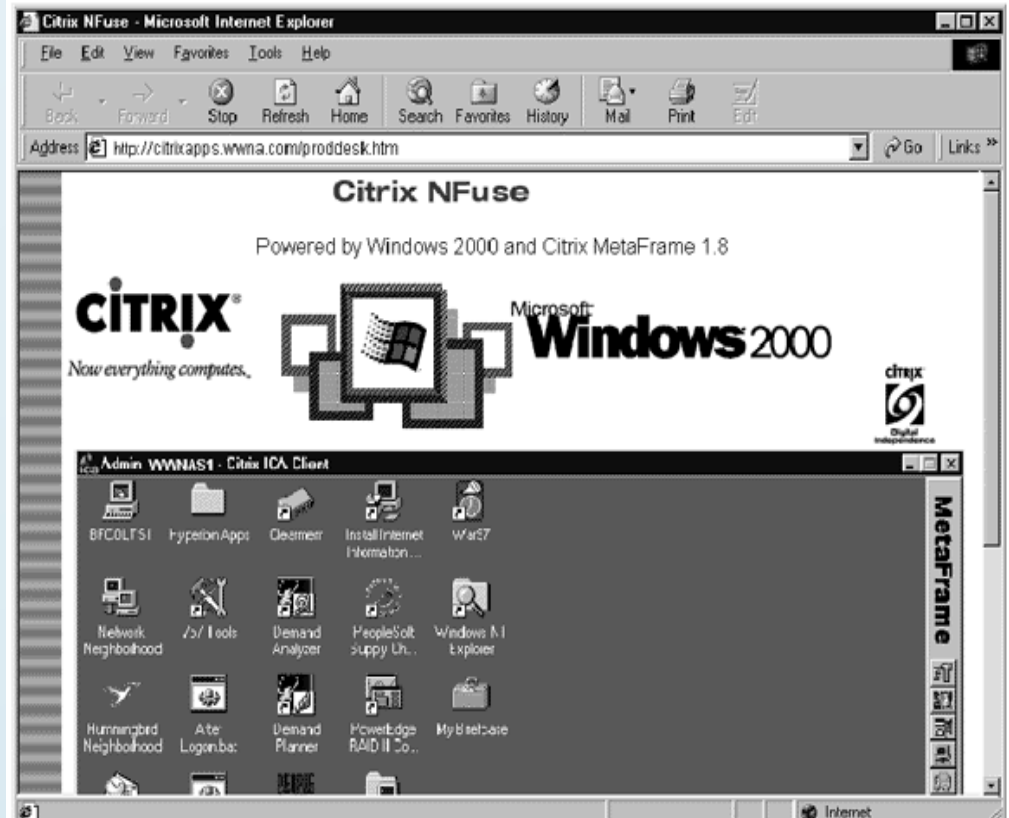 Citrix NFuse - Microsoft Internet Explorer
File Edit View Favorites Tools Help
Back Forward Stop Refresh Home Search Favorites History Mail Print Edit
Address http://citrixapps.wwna.com/proddesk.htm Go Links »
Citrix NFuse
Powered by Windows 2000 and Citrix MetaFrame 1.8
CITRIX®
Now everything computes.
Microsoft
Windows 2000
CITRIX
Digital
Independence
Admin WWNAS1 - Citrix ICA Client
MetaFrame
HyperionApps
Install Internet
Information ...
Network
Neighborhood
Tools
Demand
Analyzer
PeopleSoft
Supply Ch...
Windows NT
Explorer
Hummingbird
Neighborhood
Logon.bat
Demand
Planner
PowerEdge
RAID II Co...
My Briefcase
Internet